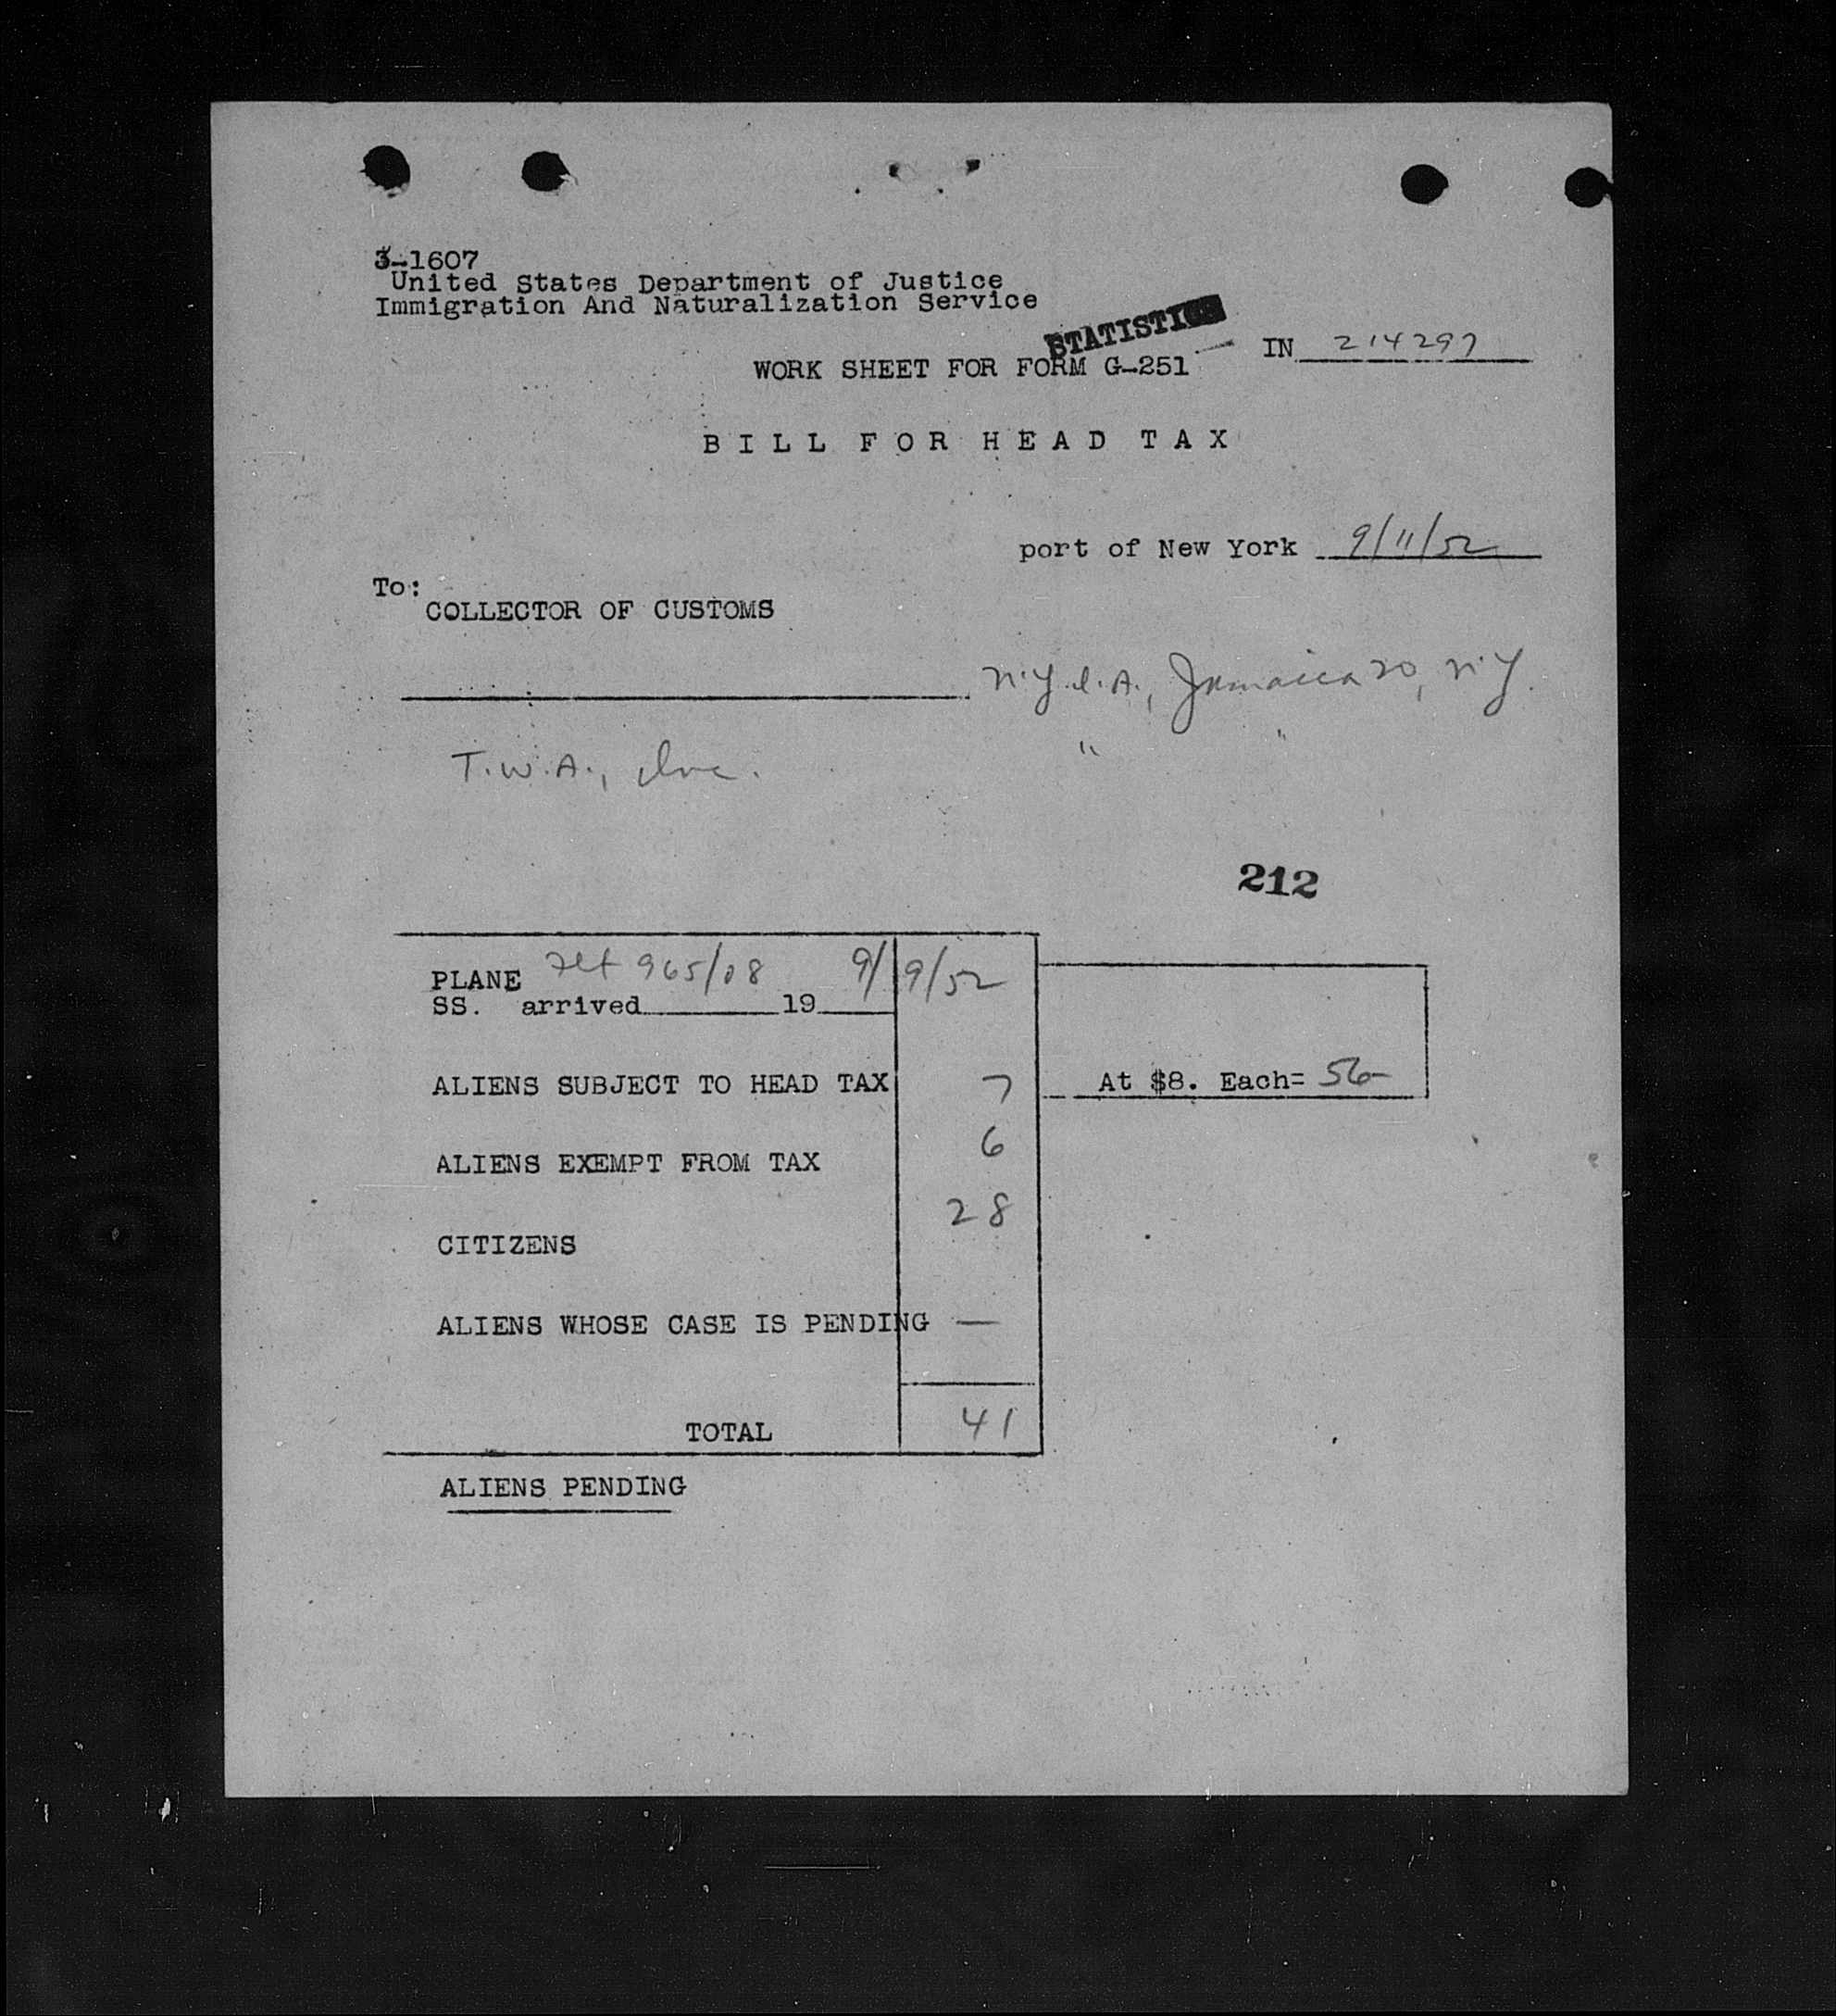 3-1607
United States Department of Justice
Immigration And Naturalization Service
STATISTICS
WORK SHEET FOR FORM G-251 IN 214297
BILL FOR HEAD TAX
port of New York 9/11/52
To:
COLLECTOR OF CUSTOMS
N.Y.I.A., Jamaica 30, N.Y.
T.W.A., Inc. " "
212
PLANE Flt 965/08 9/9/52
SS. arrived 19
ALIENS SUBJECT TO HEAD TAX 7 At $8. Each= 56-
ALIENS EXEMPT FROM TAX 6
CITIZENS 28
ALIENS WHOSE CASE IS PENDING —
TOTAL 41
ALIENS PENDING